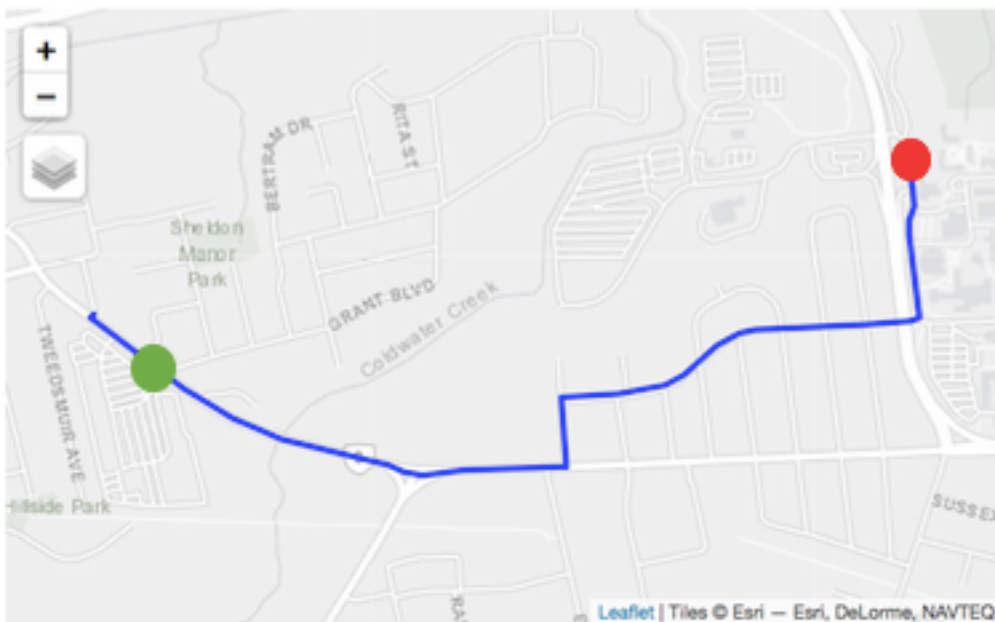 +
−
RITA ST
BERTRAM DR
Sheldon
Manor
Park
GRANT BLVD
Coldwater Creek
TWEEDSMUIR AVE
Hillside Park
SUSSEX
Leaflet | Tiles © Esri — Esri, DeLorme, NAVTEQ